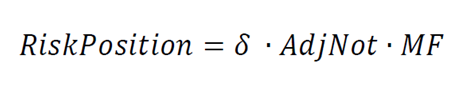 RiskPosition = δ · AdjNot · MF